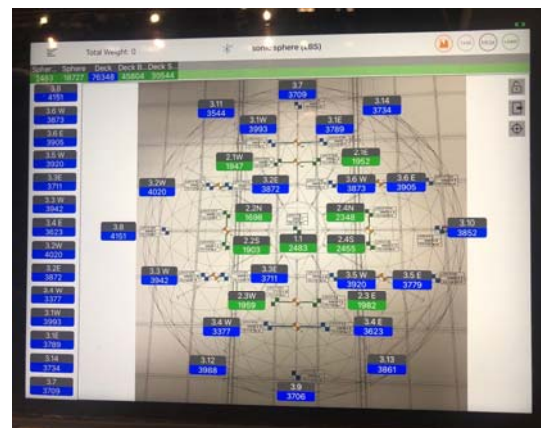 Total Weight: 0
sonic sphere (LBS)
Sphere Deck Deck B.. Deck S...
2483 18727 76348 45804 99544
3.8
4151
3.6 W
3873
3.6 E
3905
3.5 W
3920
3.3E
3711
3.3 W
3942
3.4 E
3623
3.2W
4020
3.2E
3872
3.4 W
3377
3.1W
3993
3.1E
3789
3.14
3734
3.7
3709
3.7
3709
3.11
3544
3.14
3734
3.1W
3993
3.1E
3789
2.1W
1947
2.1E
1952
3.2W
4020
3.2E
3872
3.6 W
3873
3.6 E
3905
2.2N
1698
2.4N
2348
3.8
4151
1.1
2483
3.10
3852
2.2S
1903
2.4S
2455
3.3 W
3942
3.3E
3711
3.5 W
3920
3.5 E
3779
2.3W
1959
2.3 E
1982
3.4 W
3377
3.4 E
3623
3.12
3988
3.13
3861
3.9
3706